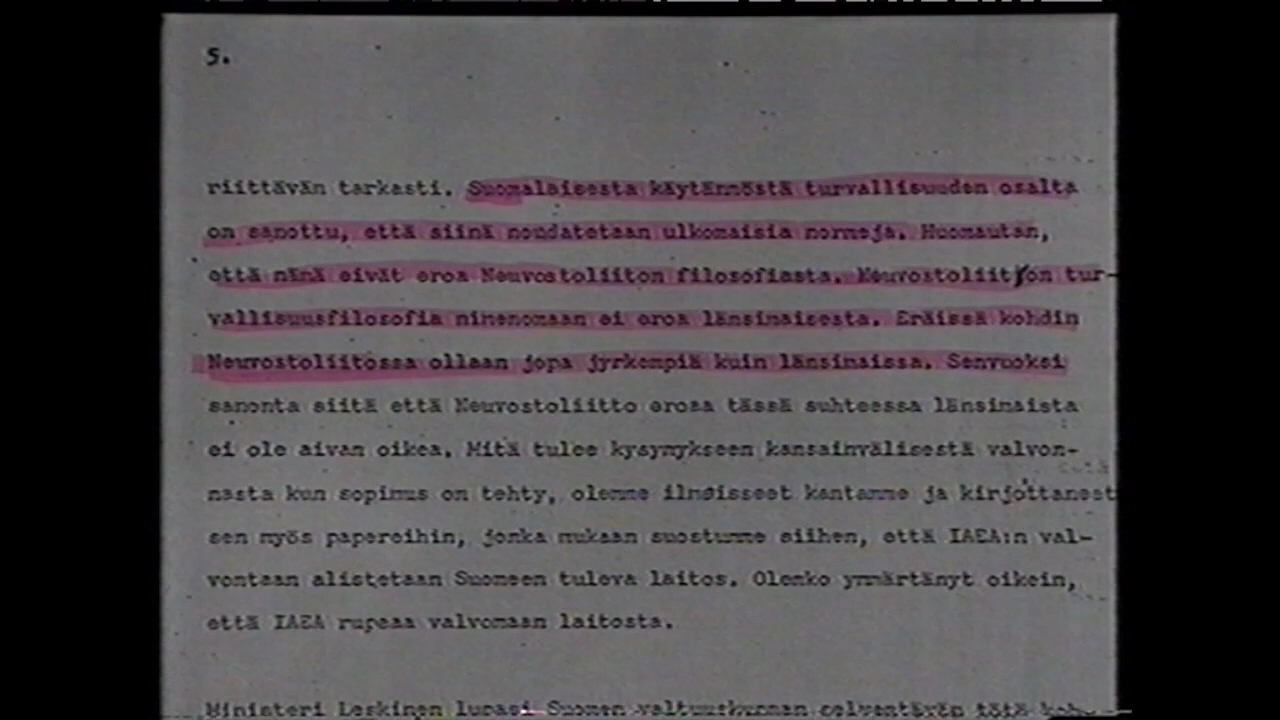 5.
riittävän tarkasti. Suomalaisesta käytännöstä turvallisuuden osalta
on sanottu, että siinä noudatetaan ulkomaisia normeja. Huomautan,
että nämä eivät eroa Neuvostoliiton filosofiasta. Neuvostoliiton tur-
vallisuusfilosofia nimenomaan ei eroa länsimaisesta. Eräissä kohdin
Neuvostoliitossa ollaan jopa jyrkempiä kuin länsimaissa. Senvuoksi
sanonta siitä että Neuvostoliitto eroaa tässä suhteessa länsimaista
ei ole aivan oikea. Mitä tulee kysymykseen kansainvälisestä valvon-
nasta kun sopimus on tehty, olemme ilmoisseet kantamme ja kirjottaneet
sen myös papereihin, jonka mukaan suostumme siihen, että IAEA:n val-
vontaan alistetaan Suomeen tuleva laitos. Olenko ymmärtänyt oikein,
että IAEA rupeaa valvomaan laitosta.
Ministeri Leskinen lupasi Suomen valtuuskunnan selventävän tätä